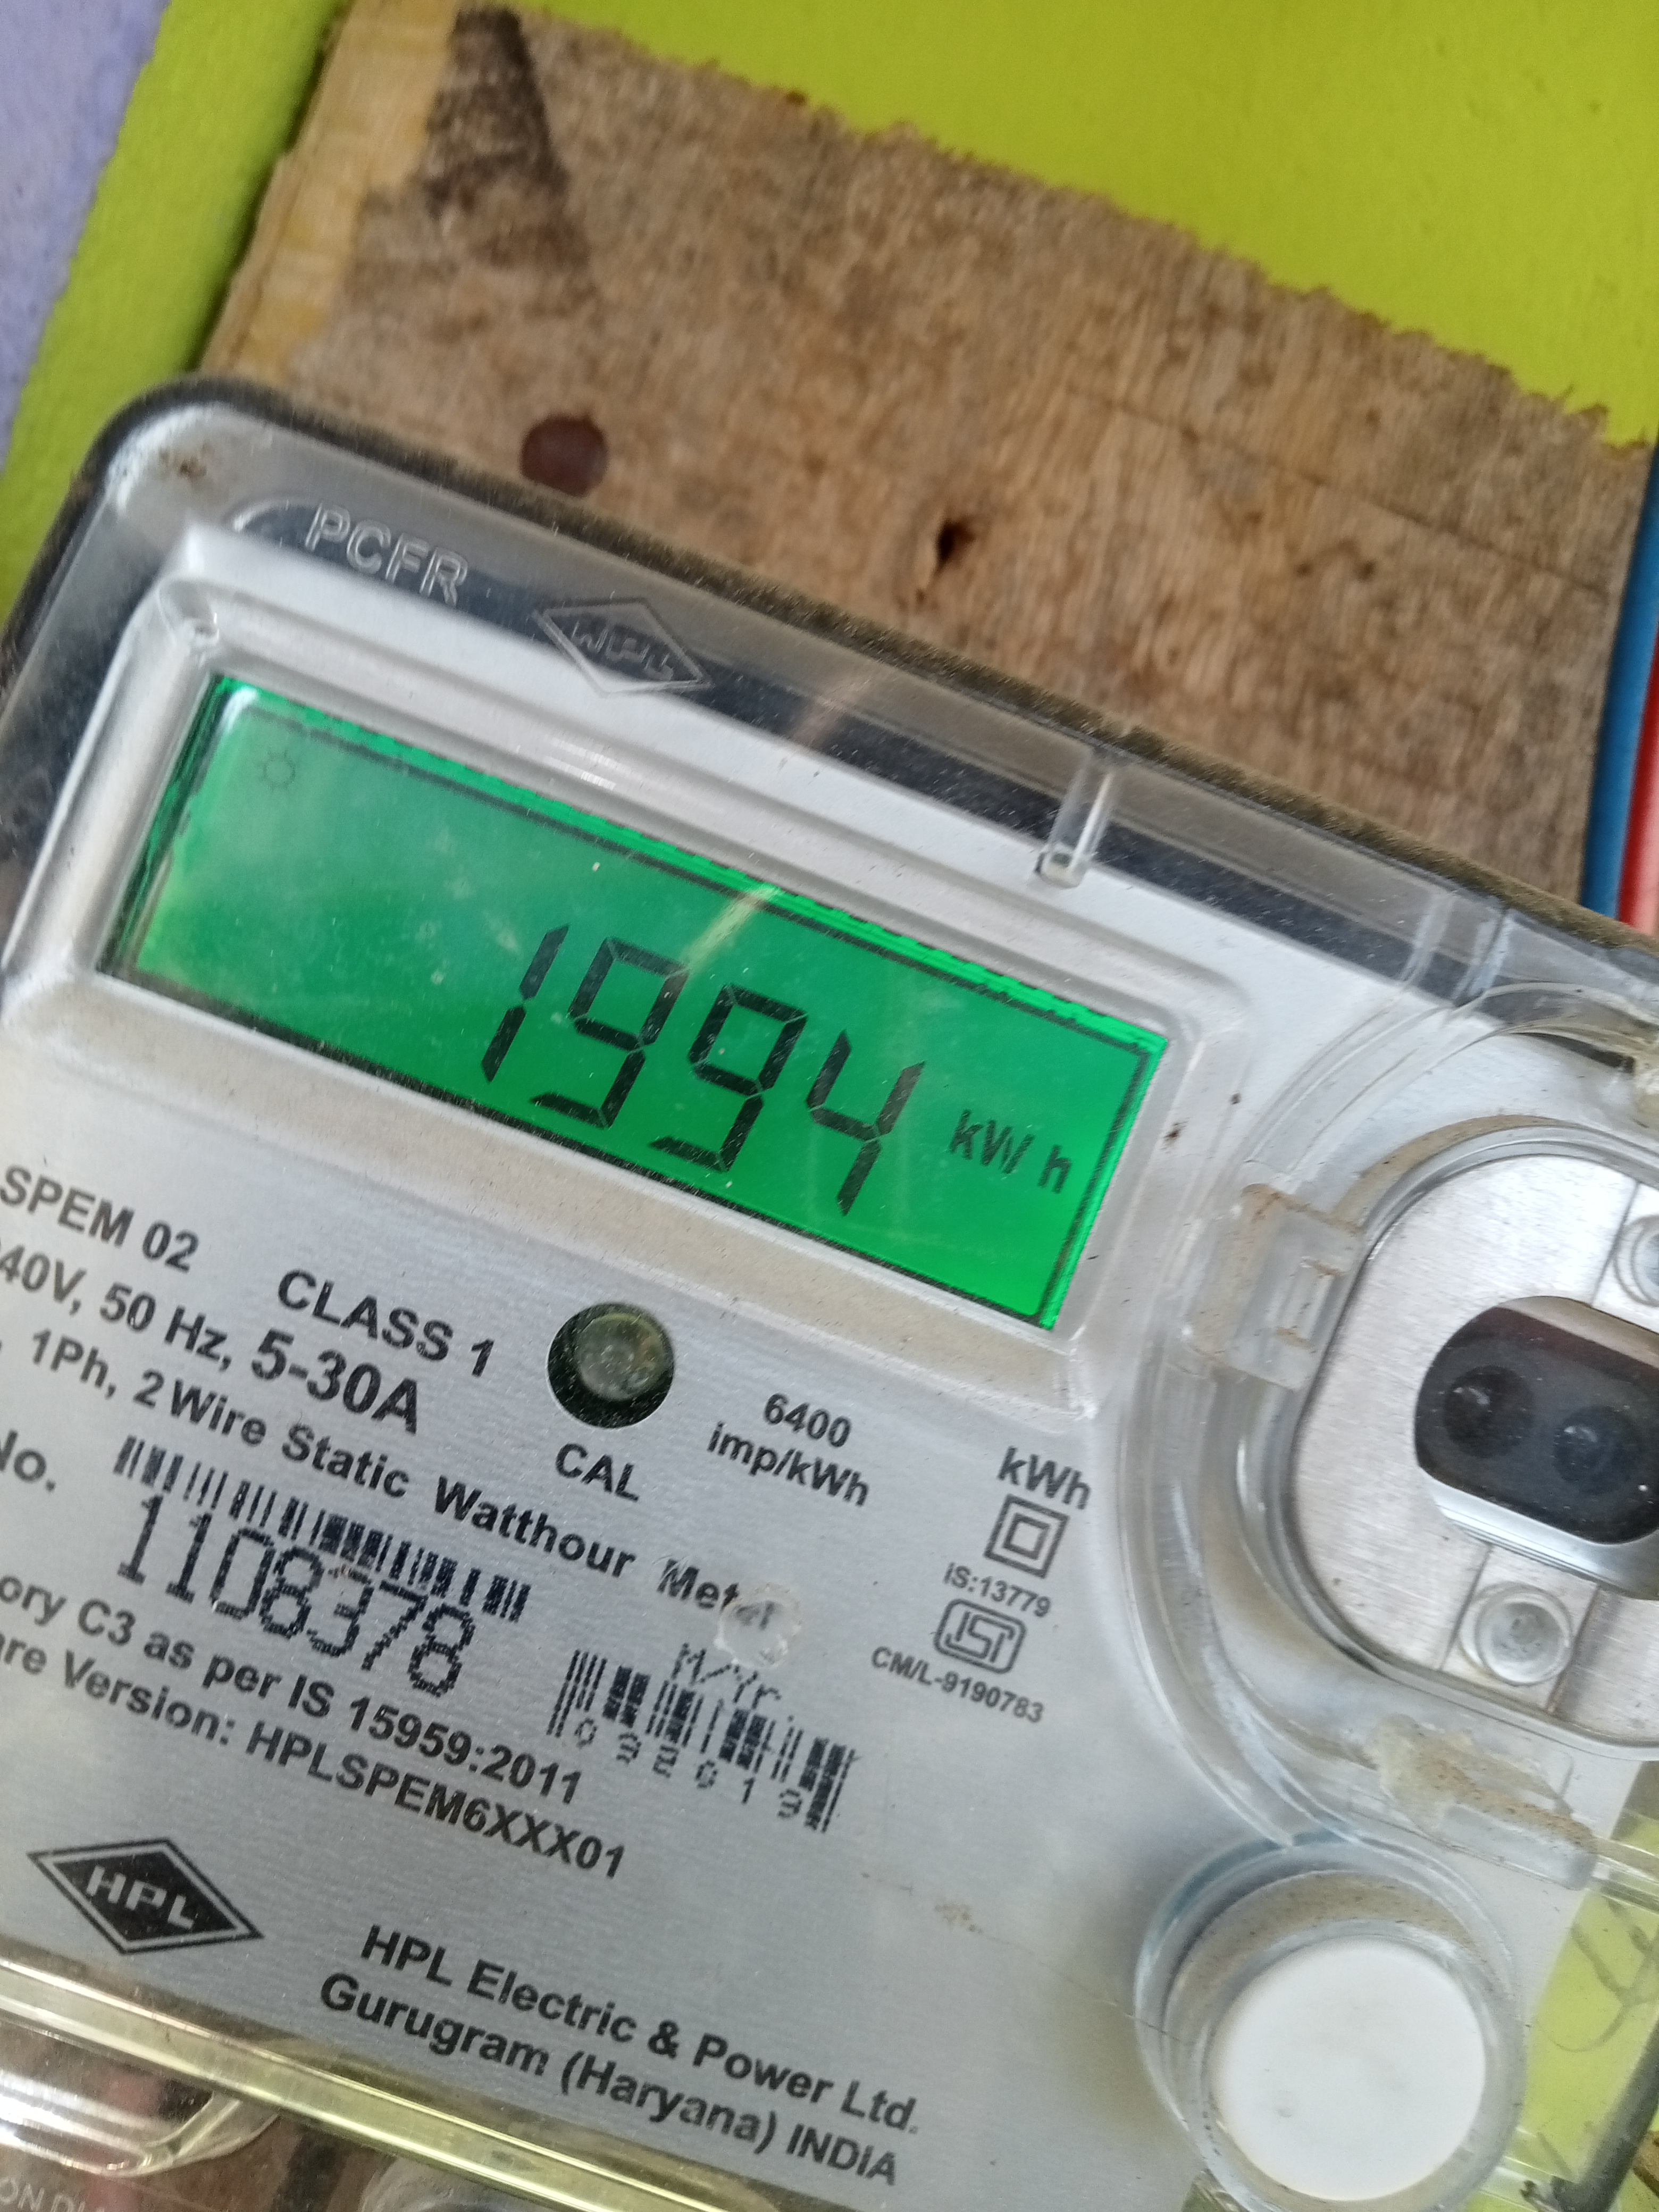 PCFR
HPL
1994 kWh
SPEM 02
CLASS 1
40V, 50 Hz, 5-30A
1Ph, 2 Wire Static Watthour Meter
CAL
6400
imp/kWh
kWh
No.
1108378
IS:13779
CM/L-9190783
M/Yr.
ory C3 as per IS 15959:2011
are Version: HPLSPEM6XXX01
HPL
HPL Electric & Power Ltd.
Gurugram (Haryana) INDIA